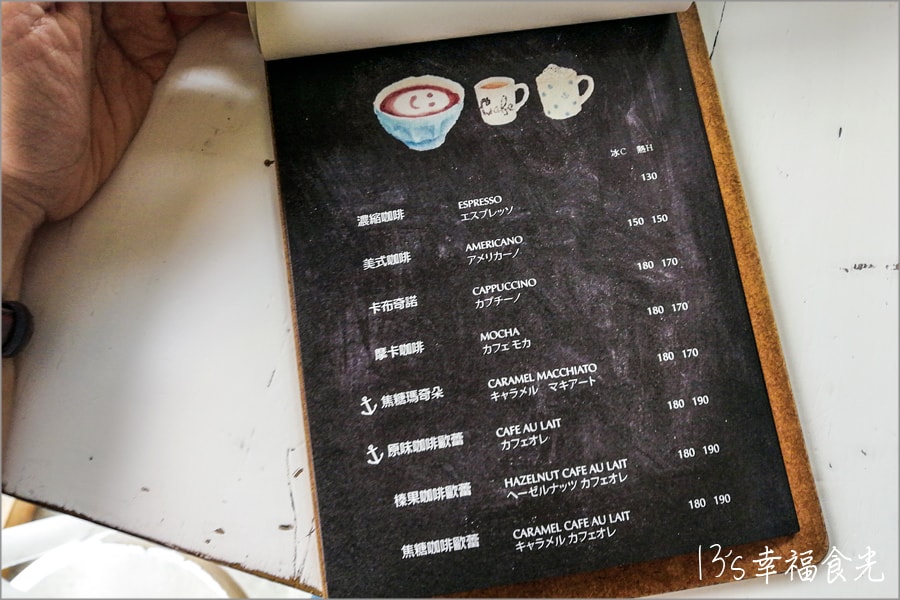 Cafe
冰C 熱H
濃縮咖啡 ESPRESSO 130
エスプレッソ
美式咖啡 AMERICANO 150 150
アメリカーノ
卡布奇諾 CAPPUCCINO 180 170
カプチーノ
摩卡咖啡 MOCHA 180 170
カフェ モカ
焦糖瑪奇朵 CARAMEL MACCHIATO 180 170
キャラメル マキアート
原味咖啡歐蕾 CAFE AU LAIT 180 190
カフェオレ
榛果咖啡歐蕾 HAZELNUT CAFE AU LAIT 180 190
ヘーゼルナッツ カフェオレ
焦糖咖啡歐蕾 CARAMEL CAFE AU LAIT 180 190
キャラメル カフェオレ
13's幸福食光